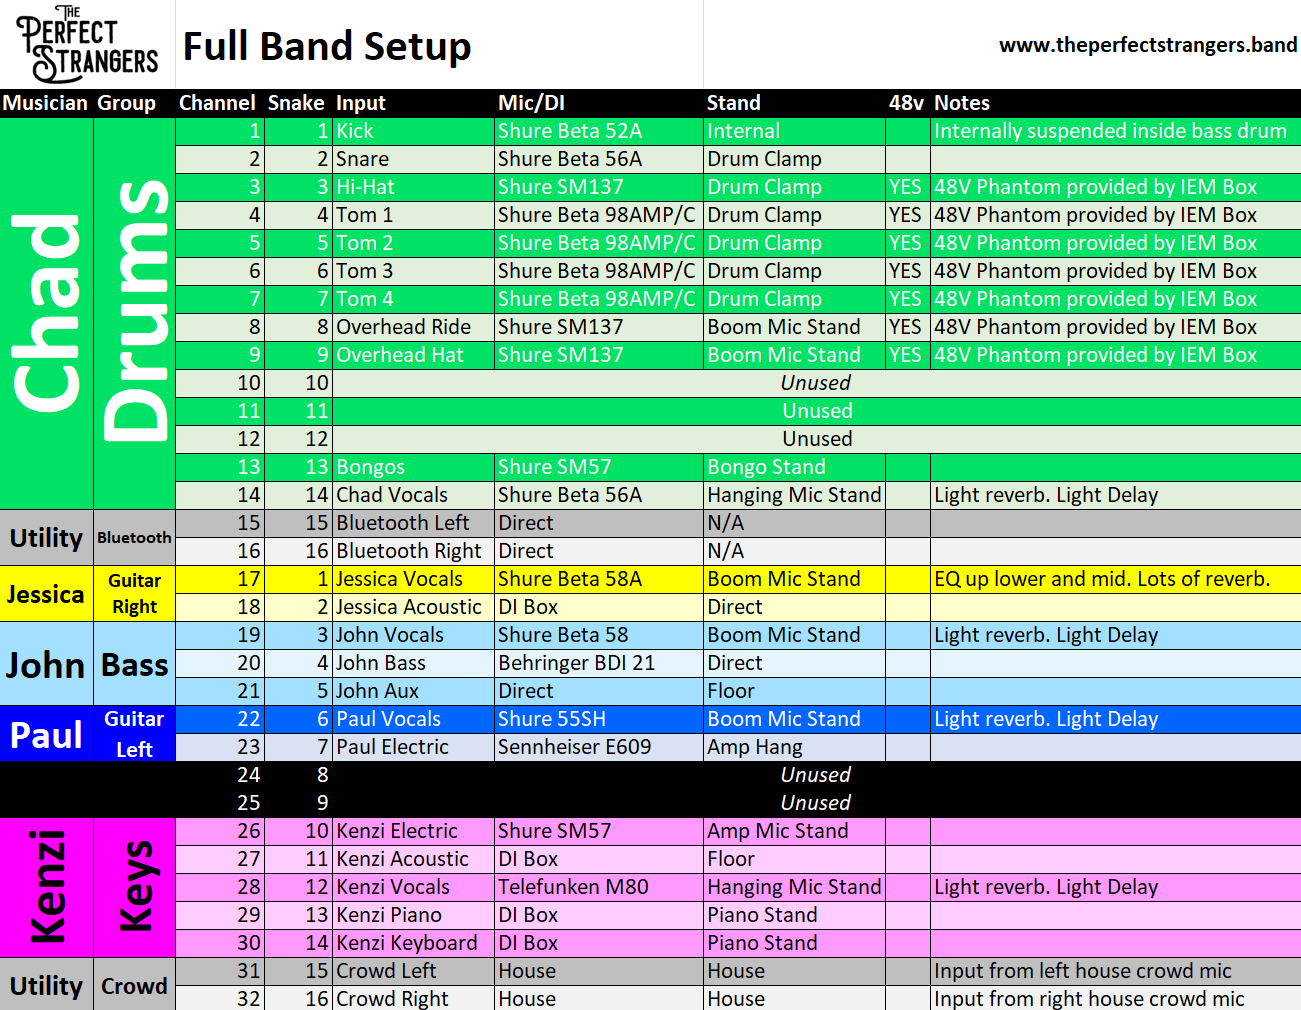 THE PERFECT STRANGERS
Full Band Setup
www.theperfectstrangers.band
Musician Group Channel Snake Input Mic/DI Stand 48v Notes
Chad Drums
1 1 Kick Shure Beta 52A Internal Internally suspended inside bass drum
2 2 Snare Shure Beta 56A Drum Clamp
3 3 Hi-Hat Shure SM137 Drum Clamp YES 48V Phantom provided by IEM Box
4 4 Tom 1 Shure Beta 98AMP/C Drum Clamp YES 48V Phantom provided by IEM Box
5 5 Tom 2 Shure Beta 98AMP/C Drum Clamp YES 48V Phantom provided by IEM Box
6 6 Tom 3 Shure Beta 98AMP/C Drum Clamp YES 48V Phantom provided by IEM Box
7 7 Tom 4 Shure Beta 98AMP/C Drum Clamp YES 48V Phantom provided by IEM Box
8 8 Overhead Ride Shure SM137 Boom Mic Stand YES 48V Phantom provided by IEM Box
9 9 Overhead Hat Shure SM137 Boom Mic Stand YES 48V Phantom provided by IEM Box
10 10 Unused
11 11 Unused
12 12 Unused
13 13 Bongos Shure SM57 Bongo Stand
14 14 Chad Vocals Shure Beta 56A Hanging Mic Stand Light reverb. Light Delay
Utility Bluetooth
15 15 Bluetooth Left Direct N/A
16 16 Bluetooth Right Direct N/A
Jessica Guitar Right
17 1 Jessica Vocals Shure Beta 58A Boom Mic Stand EQ up lower and mid. Lots of reverb.
18 2 Jessica Acoustic DI Box Direct
John Bass
19 3 John Vocals Shure Beta 58 Boom Mic Stand Light reverb. Light Delay
20 4 John Bass Behringer BDI 21 Direct
21 5 John Aux Direct Floor
Paul Guitar Left
22 6 Paul Vocals Shure 55SH Boom Mic Stand Light reverb. Light Delay
23 7 Paul Electric Sennheiser E609 Amp Hang
24 8 Unused
25 9 Unused
Kenzi Keys
26 10 Kenzi Electric Shure SM57 Amp Mic Stand
27 11 Kenzi Acoustic DI Box Floor
28 12 Kenzi Vocals Telefunken M80 Hanging Mic Stand Light reverb. Light Delay
29 13 Kenzi Piano DI Box Piano Stand
30 14 Kenzi Keyboard DI Box Piano Stand
Utility Crowd
31 15 Crowd Left House House Input from left house crowd mic
32 16 Crowd Right House House Input from right house crowd mic